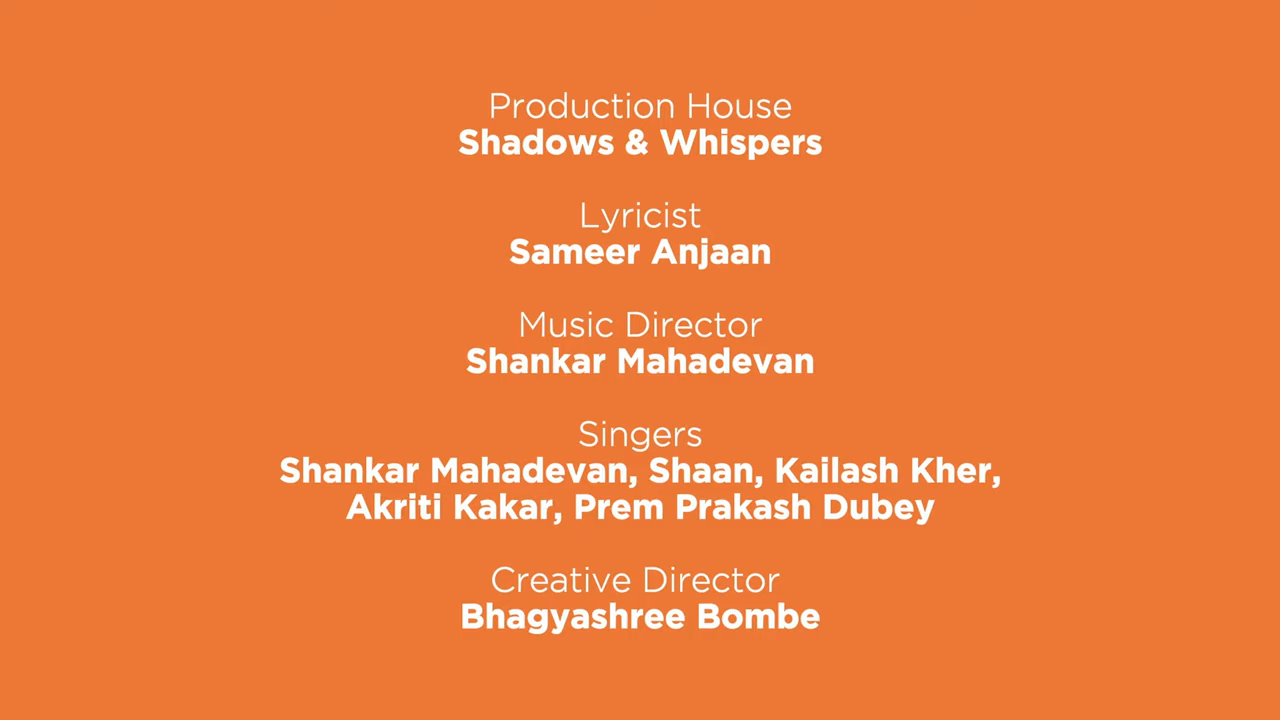 Production House
Shadows & Whispers
Lyricist
Sameer Anjaan
Music Director
Shankar Mahadevan
Singers
Shankar Mahadevan, Shaan, Kailash Kher,
Akriti Kakar, Prem Prakash Dubey
Creative Director
Bhagyashree Bombe